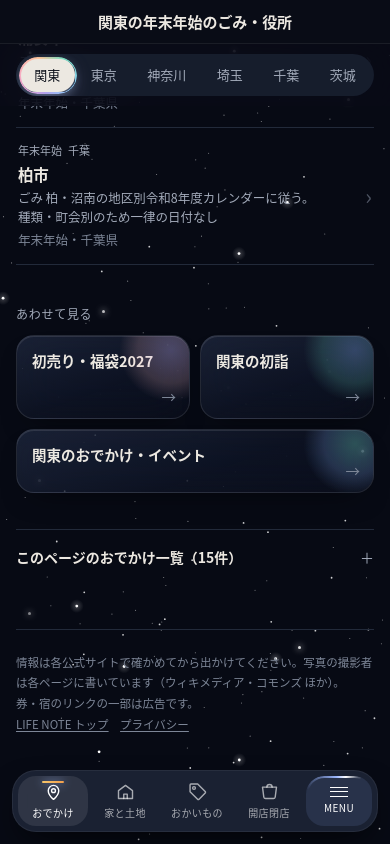 関東の年末年始のごみ・役所
関東
東京
神奈川
埼玉
千葉
茨城
年末年始・千葉県
年末年始 千葉
柏市
ごみ 柏・沼南の地区別令和8年度カレンダーに従う。
種類・町会別のため一律の日付なし
年末年始・千葉県
あわせて見る
初売り・福袋2027
関東の初詣
関東のおでかけ・イベント
このページのおでかけ一覧（15件）
情報は各公式サイトで確かめてから出かけてください。写真の撮影者
は各ページに書いています（ウィキメディア・コモンズ ほか）。
券・宿のリンクの一部は広告です。
LIFE NOTE トップ プライバシー
おでかけ
家と土地
おかいもの
開店閉店
MENU